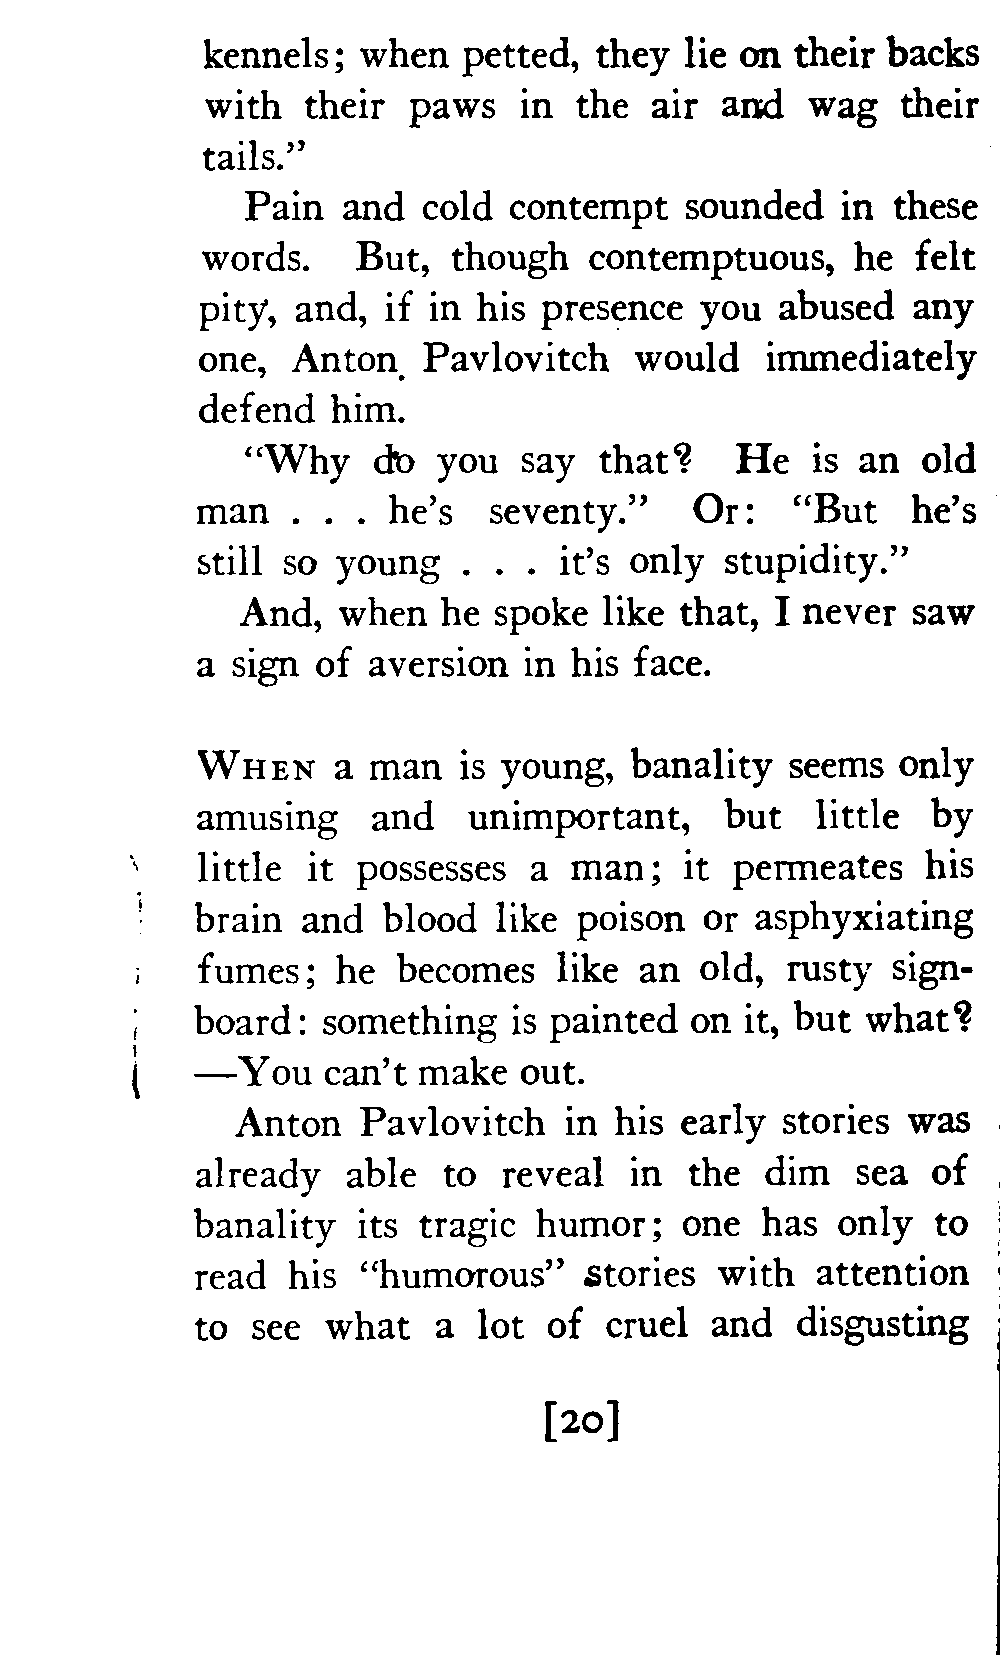 kennels; when petted, they lie on their backs
with their paws in the air and wag their
tails."
Pain and cold contempt sounded in these
words. But, though contemptuous, he felt
pity, and, if in his presence you abused any
one, Anton Pavlovitch would immediately
defend him.
"Why do you say that? He is an old
man . . . he's seventy." Or: "But he's
still so young . . . it's only stupidity."
And, when he spoke like that, I never saw
a sign of aversion in his face.
WHEN a man is young, banality seems only
amusing and unimportant, but little by
little it possesses a man; it permeates his
brain and blood like poison or asphyxiating
fumes; he becomes like an old, rusty sign-
board: something is painted on it, but what?
—You can't make out.
Anton Pavlovitch in his early stories was
already able to reveal in the dim sea of
banality its tragic humor; one has only to
read his "humorous" stories with attention
to see what a lot of cruel and disgusting
[20]